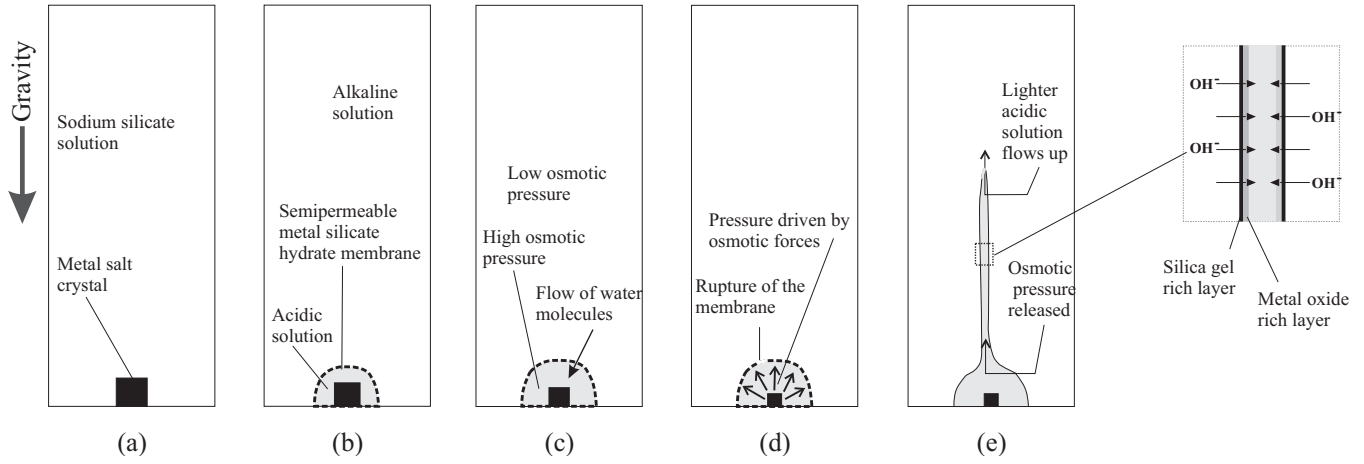 Gravity
Sodium silicate
solution
Metal salt
crystal
(a)
Alkaline
solution
Semipermeable
metal silicate
hydrate membrane
Acidic
solution
(b)
Low osmotic
pressure
High osmotic
pressure
Flow of water
molecules
(c)
Pressure driven by
osmotic forces
Rupture of the
membrane
(d)
Lighter
acidic
solution
flows up
Osmotic
pressure
released
(e)
OH-
OH-
OH-
OH-
Silica gel
rich layer
Metal oxide
rich layer